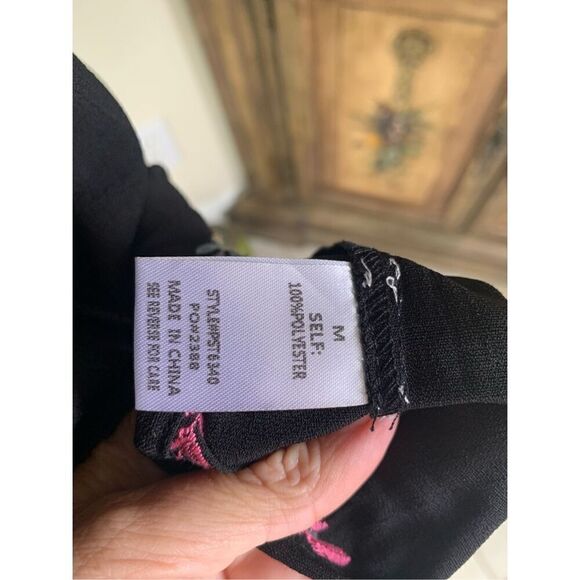 M
SELF:
100%POLYESTER
STYLE#PST6340
PO#2388
MADE IN CHINA
SEE REVERSE FOR CARE